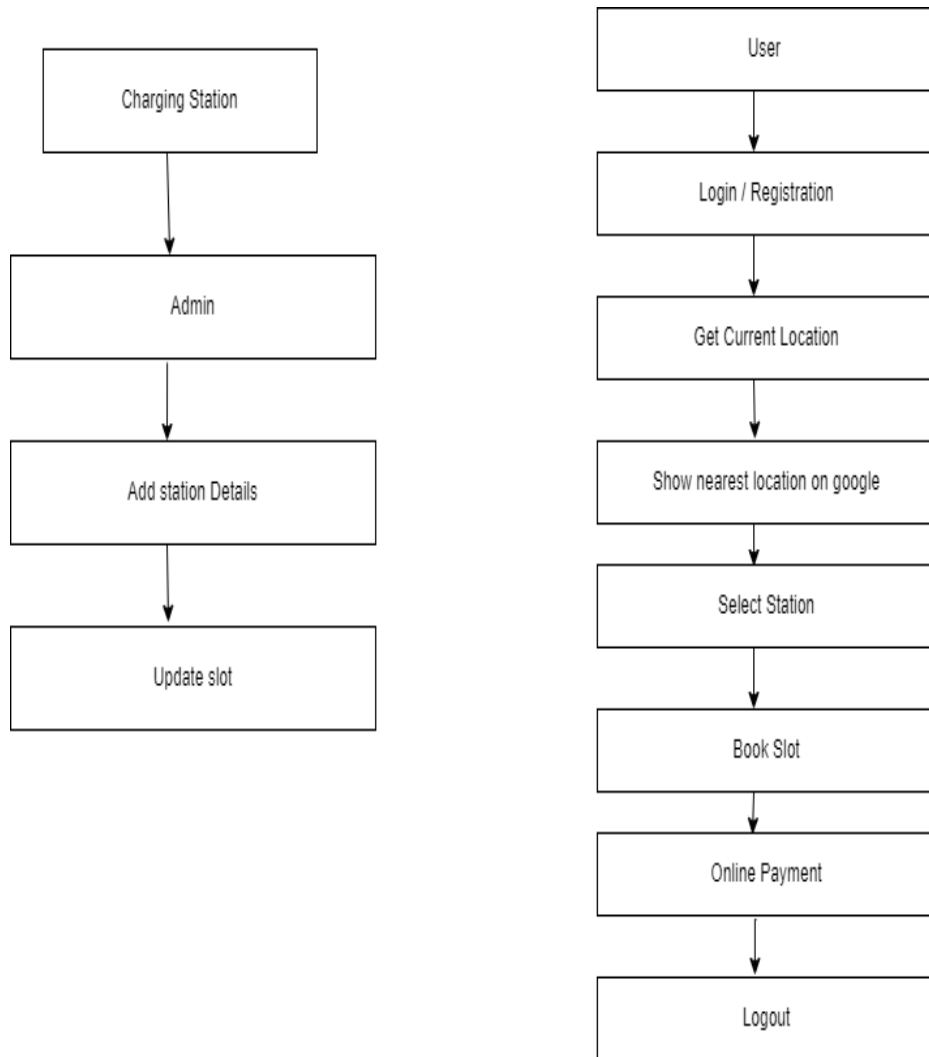 Charging Station
Admin
Add station Details
Update slot
User
Login / Registration
Get Current Location
Show nearest location on google
Select Station
Book Slot
Online Payment
Logout